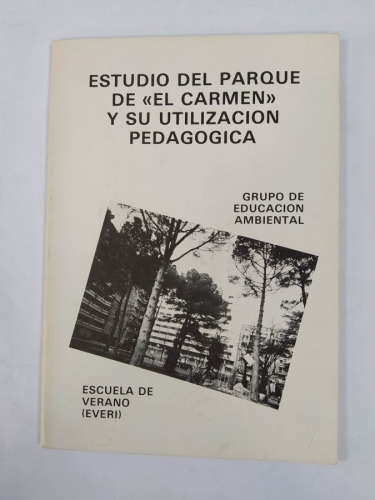 ESTUDIO DEL PARQUE
DE «EL CARMEN»
Y SU UTILIZACION
PEDAGOGICA
GRUPO DE
EDUCACION
AMBIENTAL
ESCUELA DE
VERANO
(EVERI)